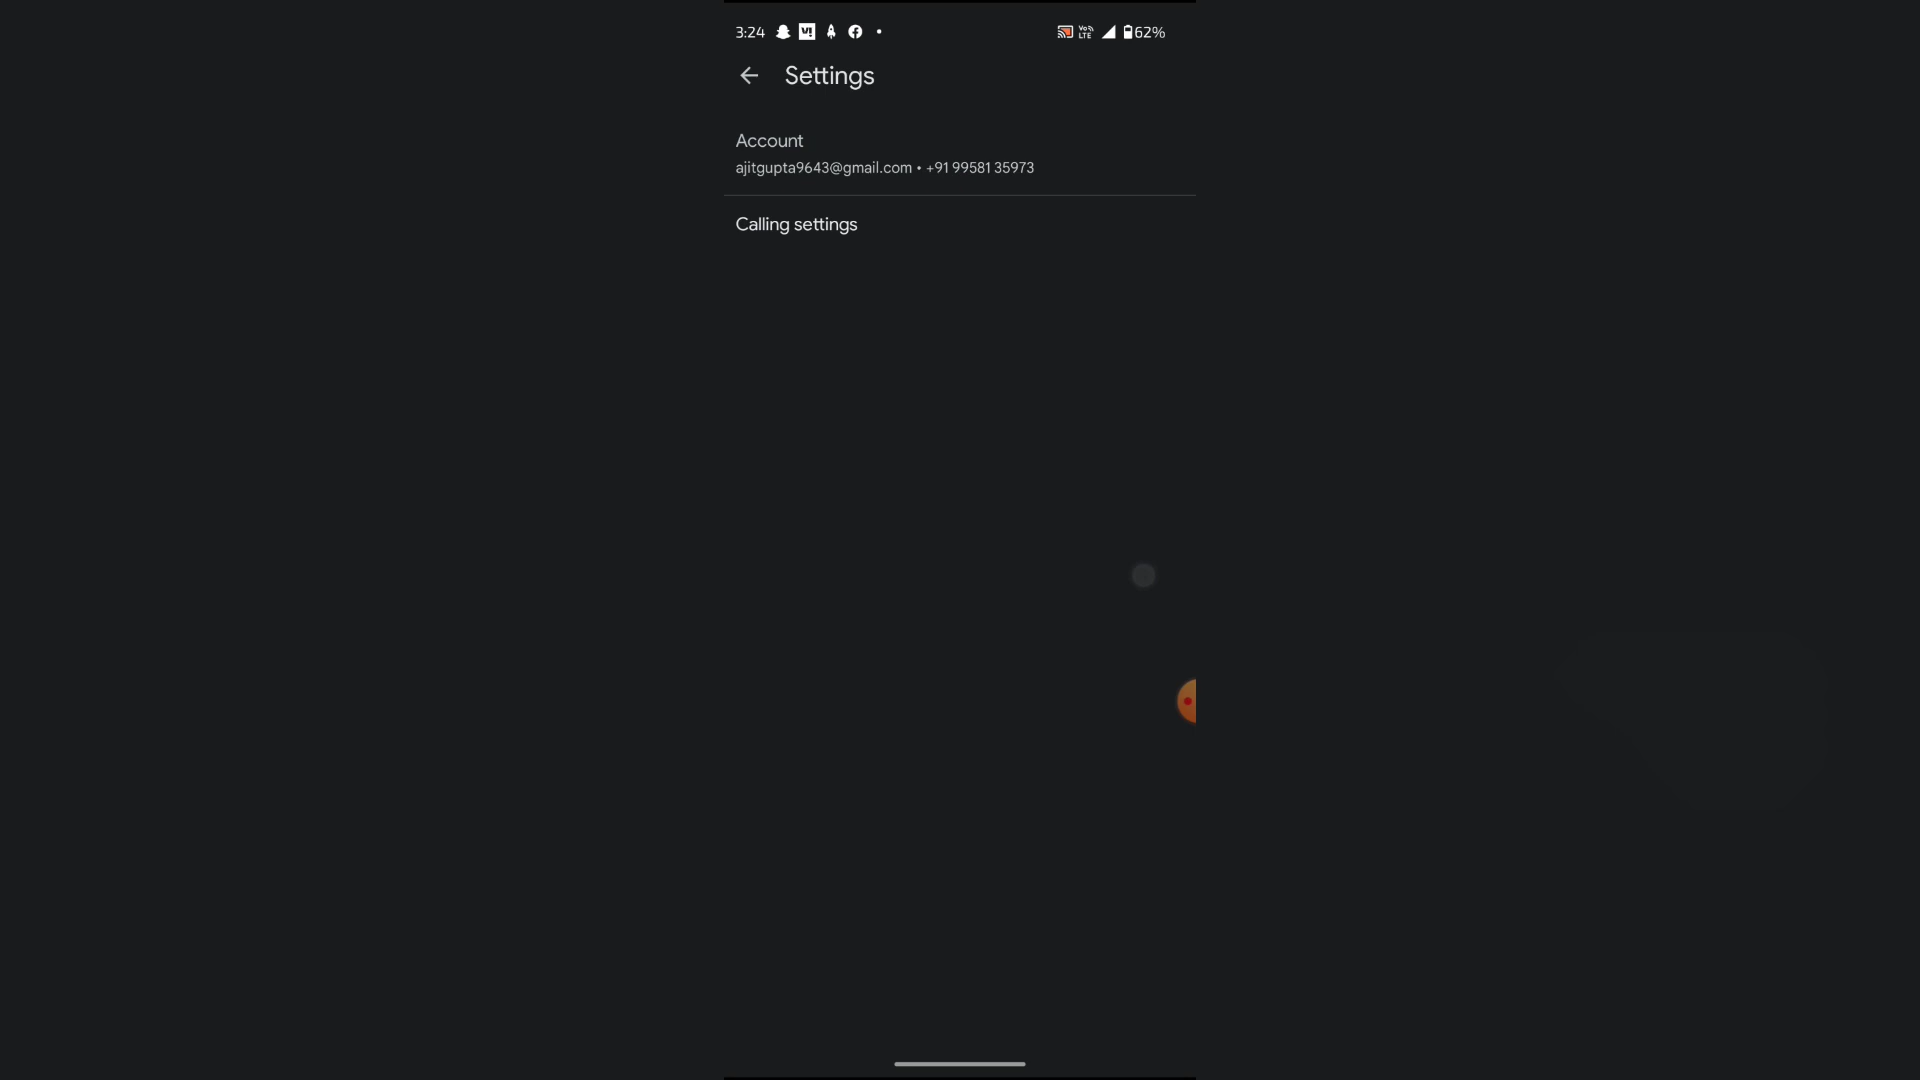 3:24 62%
Settings
Account
ajitgupta9643@gmail.com • +91 99581 35973
Calling settings